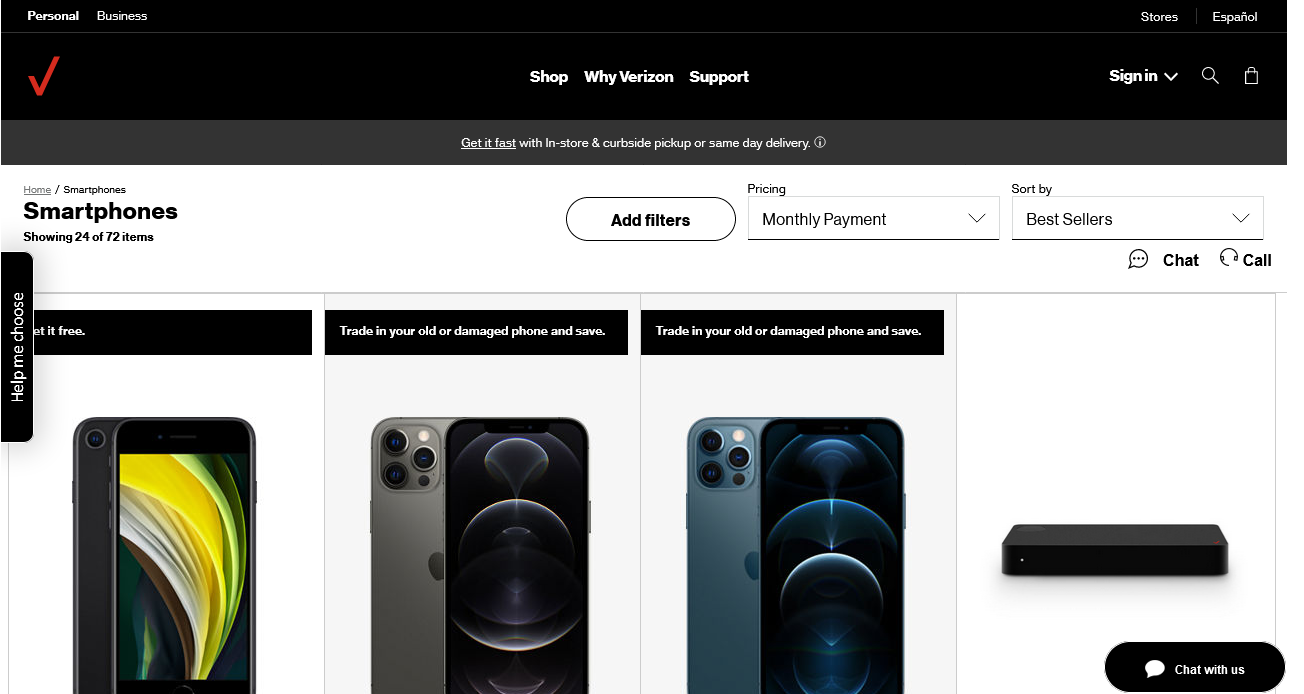 Personal Business
Stores Español
Shop Why Verizon Support
Sign in
Get it fast with In-store & curbside pickup or same day delivery.
Home / Smartphones
Smartphones
Showing 24 of 72 items
Add filters
Pricing
Monthly Payment
Sort by
Best Sellers
Chat Call
Help me choose
et it free.
Trade in your old or damaged phone and save.
Trade in your old or damaged phone and save.
Chat with us